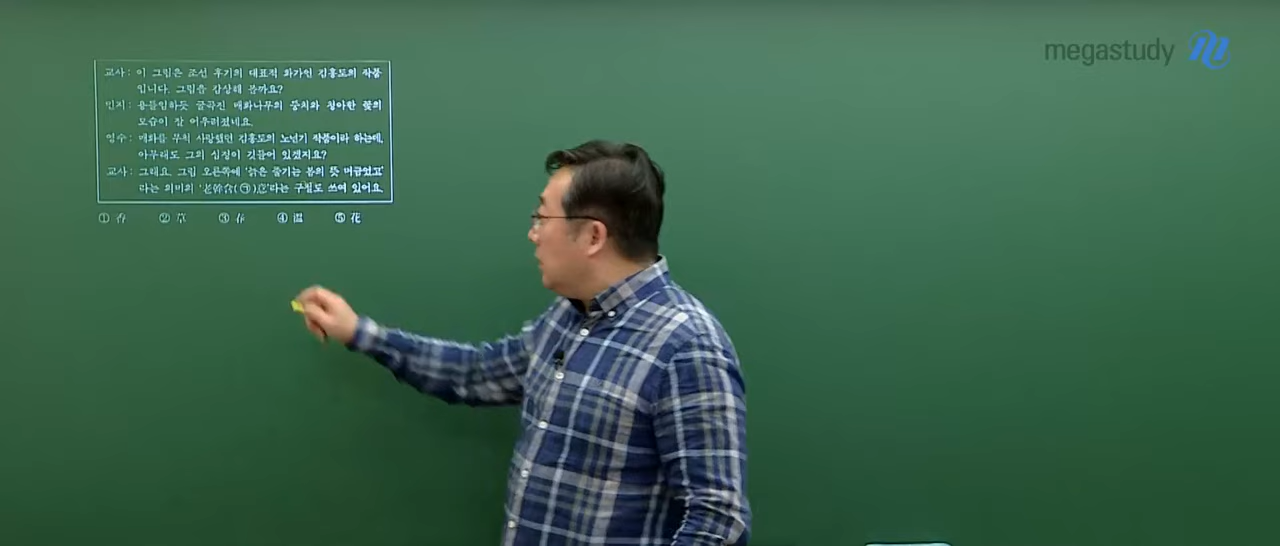 megastudy
교사: 이 그림은 조선 후기의 대표적 화가인 김홍도의 작품
입니다. 그림을 감상해 볼까요?
민지: 용틀임하듯 굴곡진 매화나무의 둥치와 청아한 꽃의
모습이 잘 어우러졌네요.
영수: 매화를 무척 사랑했던 김홍도의 노년기 작품이라 하는데,
아무래도 그의 심정이 깃들어 있겠지요?
교사: 그래요. 그림 오른쪽에 '늙은 줄기는 봄의 뜻 머금었고'
라는 의미의 '老幹含(㉠)意'라는 구절도 쓰여 있어요.
① 香 ② 草 ③ 春 ④ 溫 ⑤ 花